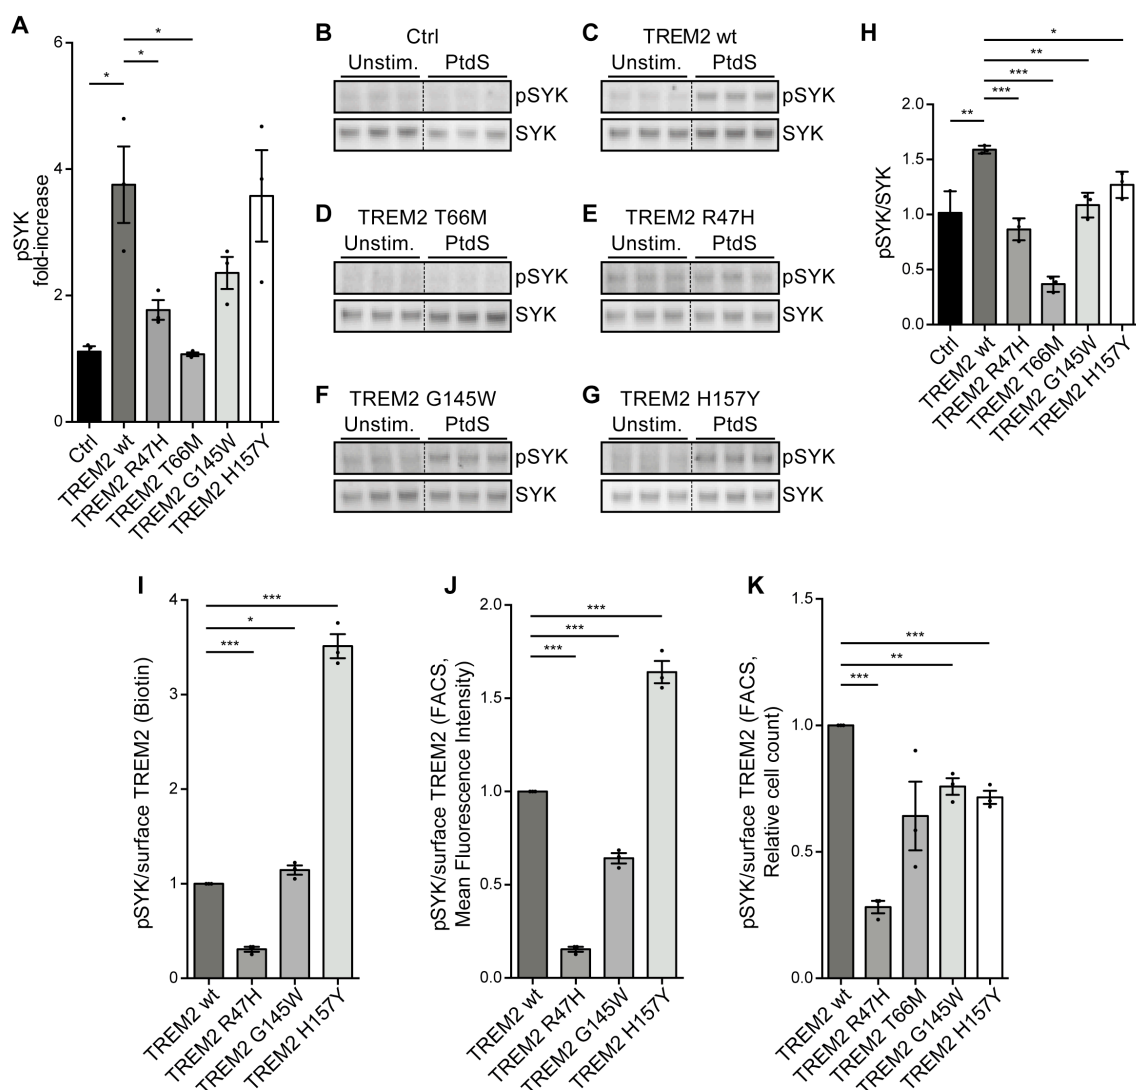 A
6
4
2
0
pSYK
fold-increase
*
*
*
Ctrl
TREM2 wt
TREM2 R47H
TREM2 T66M
TREM2 G145W
TREM2 H157Y
B
Ctrl
Unstim. PtdS
pSYK
SYK
C
TREM2 wt
Unstim. PtdS
pSYK
SYK
D
TREM2 T66M
Unstim. PtdS
pSYK
SYK
E
TREM2 R47H
Unstim. PtdS
pSYK
SYK
F
TREM2 G145W
Unstim. PtdS
pSYK
SYK
G
TREM2 H157Y
Unstim. PtdS
pSYK
SYK
H
2.0
1.5
1.0
0.5
0.0
pSYK/SYK
*
**
***
***
**
Ctrl
TREM2 wt
TREM2 R47H
TREM2 T66M
TREM2 G145W
TREM2 H157Y
I
4
3
2
1
0
pSYK/surface TREM2 (Biotin)
***
*
***
TREM2 wt
TREM2 R47H
TREM2 G145W
TREM2 H157Y
J
2.0
1.5
1.0
0.5
0.0
pSYK/surface TREM2 (FACS,
Mean Fluorescence Intensity)
***
***
***
TREM2 wt
TREM2 R47H
TREM2 G145W
TREM2 H157Y
K
1.5
1.0
0.5
0.0
pSYK/surface TREM2 (FACS,
Relative cell count)
***
**
***
TREM2 wt
TREM2 R47H
TREM2 T66M
TREM2 G145W
TREM2 H157Y